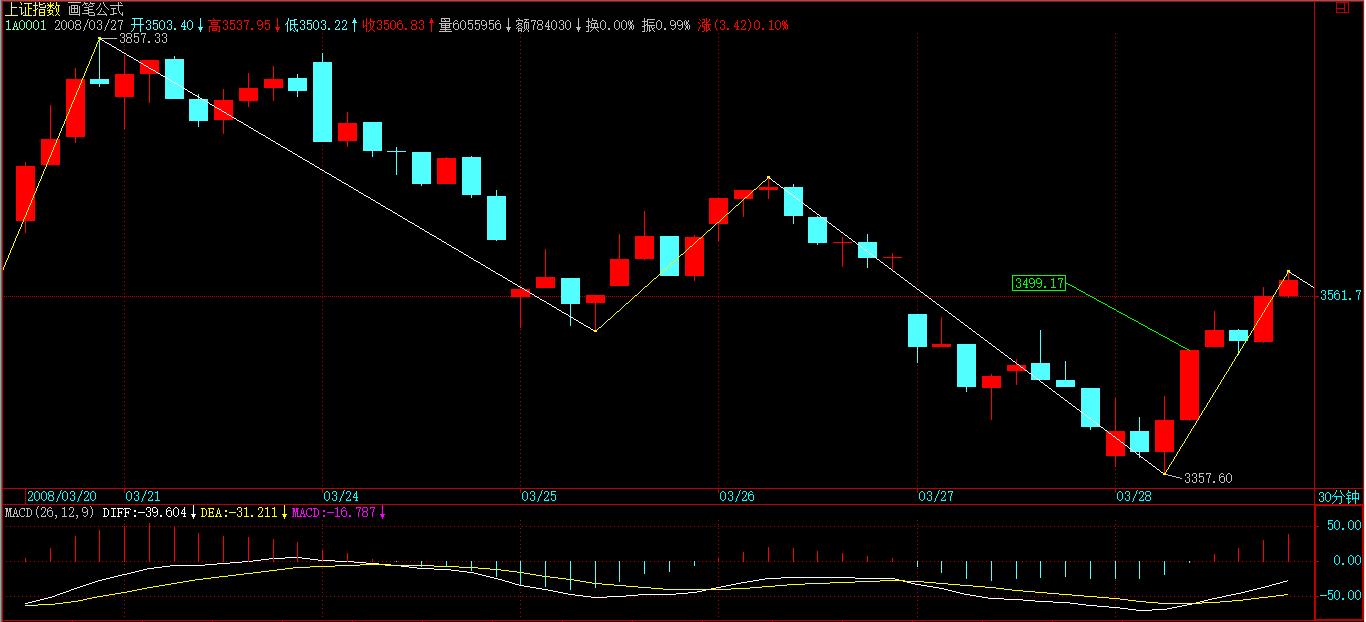 上证指数 画笔公式
1A0001 2008/03/27 开3503.40↓高3537.95↓低3503.22↑收3506.83↑量6055956↓额784030↓换0.00% 振0.99% 涨(3.42)0.10%
3857.33
3499.17
3561.7
3357.60
2008/03/20 03/21 03/24 03/25 03/26 03/27 03/28 30分钟
MACD(26,12,9) DIFF:-39.604↓ DEA:-31.211↓ MACD:-16.787↓
50.00
0.00
-50.00